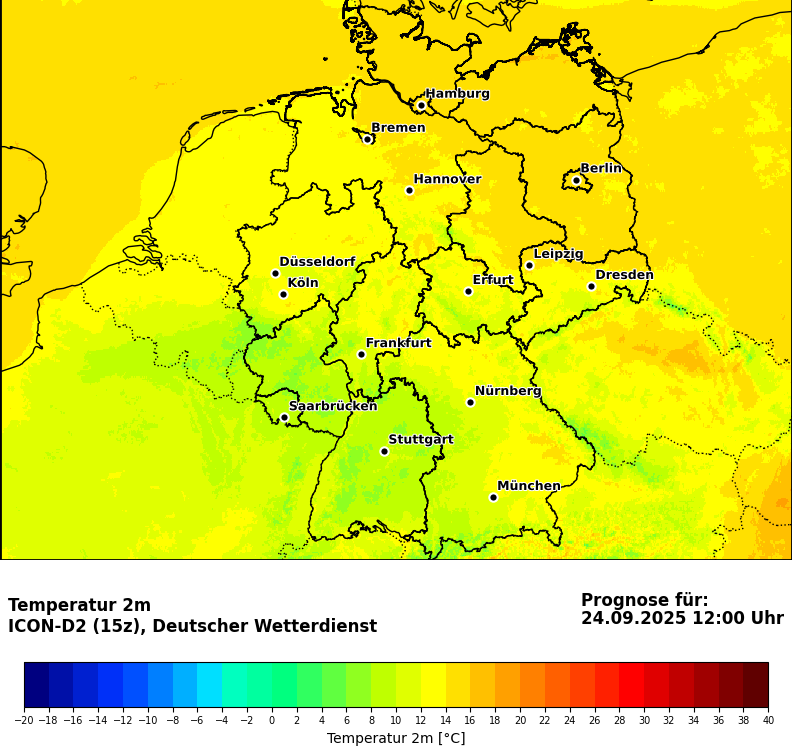 Hamburg
Bremen
Berlin
Hannover
Leipzig
Düsseldorf
Dresden
Köln
Erfurt
Frankfurt
Nürnberg
Saarbrücken
Stuttgart
München
Temperatur 2m
ICON-D2 (15z), Deutscher Wetterdienst
Prognose für:
24.09.2025 12:00 Uhr
−20 −18 −16 −14 −12 −10 −8 −6 −4 −2 0 2 4 6 8 10 12 14 16 18 20 22 24 26 28 30 32 34 36 38 40
Temperatur 2m [°C]